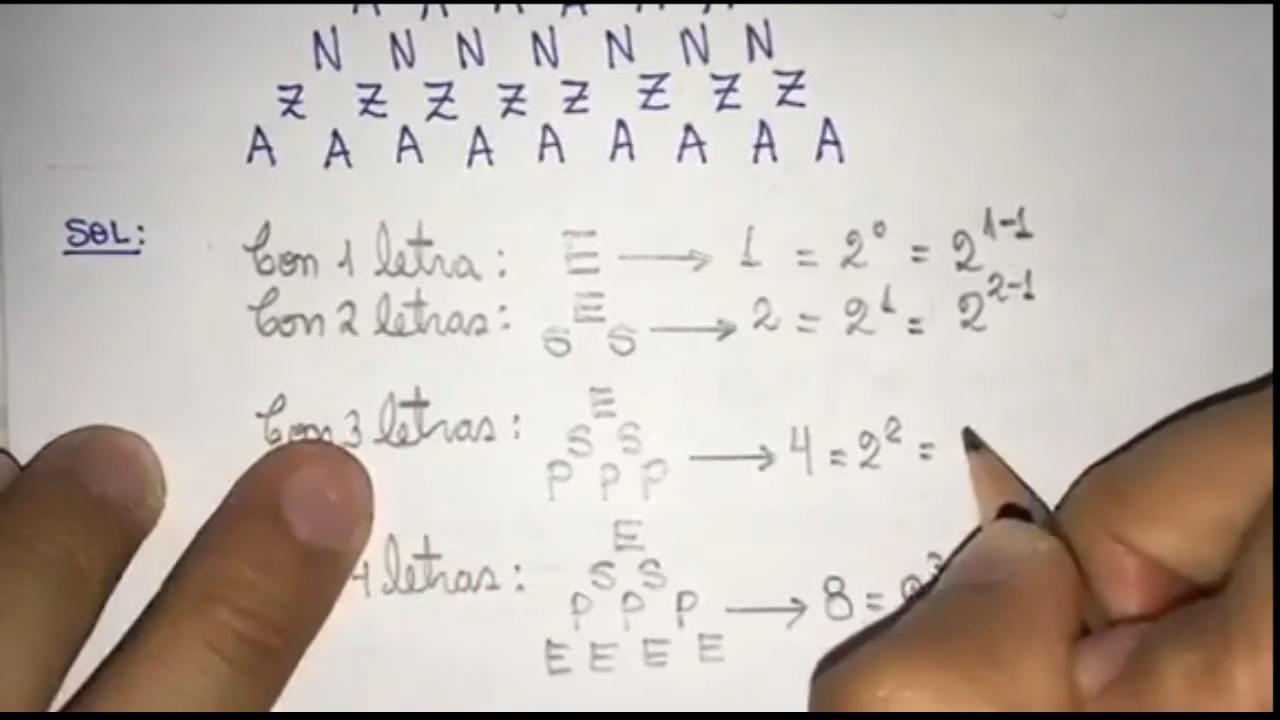 N N N N N N N
Z Z Z Z Z Z Z Z
A A A A A A A A A
SOL:
Con 1 letra: E → 1 = 2⁰ = 2¹⁻¹
Con 2 letras: E → 2 = 2¹ = 2²⁻¹
S S
Con 3 letras: E
S S → 4 = 2² =
P P P
letras: E
S S
P P P → 8 = 2³
E E E E